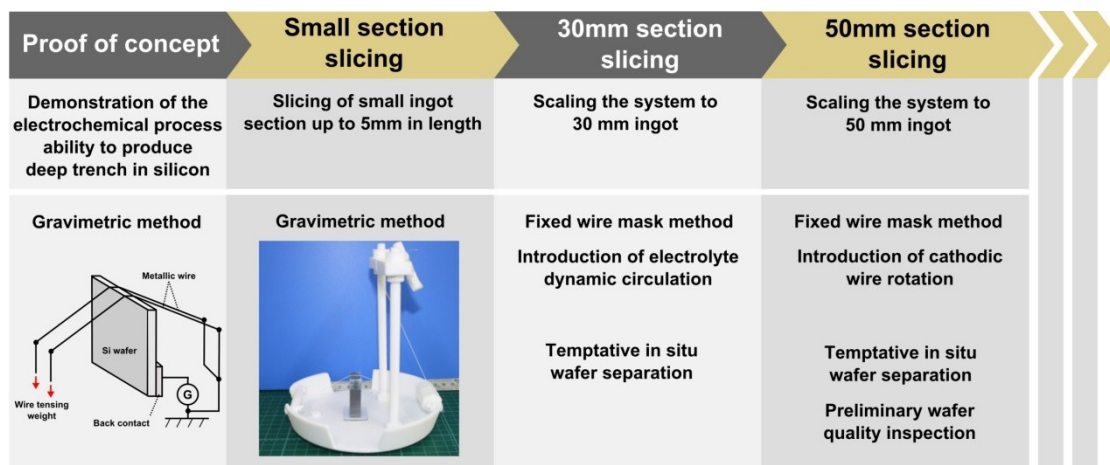 Proof of concept
Small section
slicing
30mm section
slicing
50mm section
slicing
Demonstration of the
electrochemical process
ability to produce
deep trench in silicon
Slicing of small ingot
section up to 5mm in length
Scaling the system to
30 mm ingot
Scaling the system to
50 mm ingot
Gravimetric method
Metallic wire
Si wafer
G
Wire tensing
weight
Back contact
Gravimetric method
Fixed wire mask method
Introduction of electrolyte
dynamic circulation
Temptative in situ
wafer separation
Fixed wire mask method
Introduction of cathodic
wire rotation
Temptative in situ
wafer separation
Preliminary wafer
quality inspection